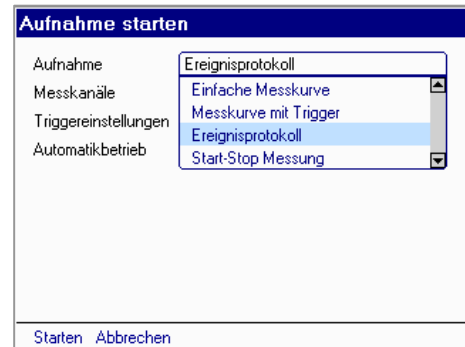 Aufnahme starten
Aufnahme Ereignisprotokoll
Messkanäle Einfache Messkurve
Triggereinstellungen Messkurve mit Trigger
Ereignisprotokoll
Automatikbetrieb Start-Stop Messung
Starten Abbrechen